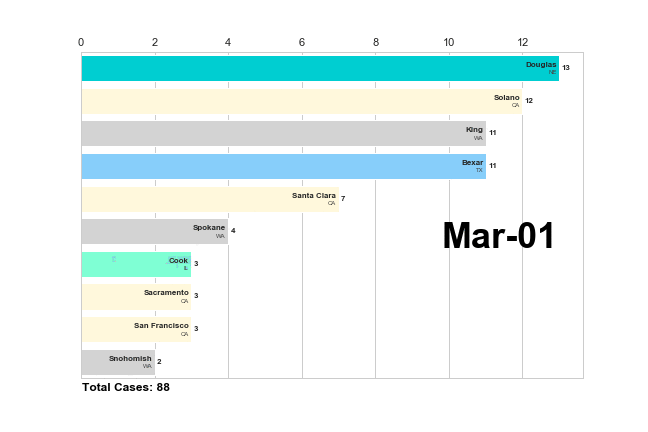 0 2 4 6 8 10 12
Douglas
NE
13
Solano
CA
12
King
WA
11
Bexar
TX
11
Santa Clara
CA
7
Spokane
WA
4
Mar-01
Cook
IL
3
Sacramento
CA
3
San Francisco
CA
3
Snohomish
WA
2
Total Cases: 88